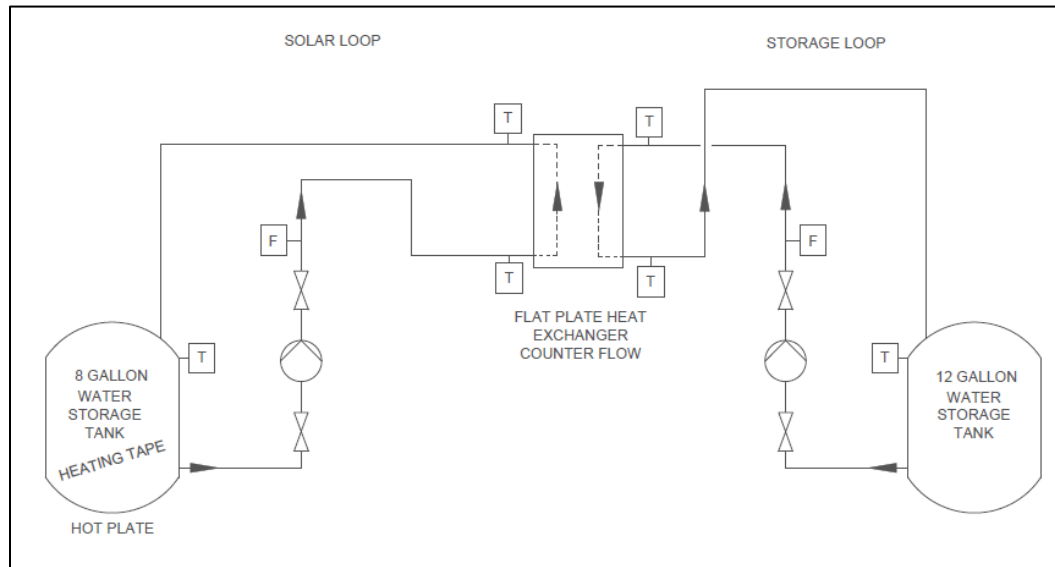 SOLAR LOOP
STORAGE LOOP
T
T
F
F
T
T
FLAT PLATE HEAT
EXCHANGER
COUNTER FLOW
T
T
8 GALLON
WATER
STORAGE
TANK
HEATING TAPE
HOT PLATE
12 GALLON
WATER
STORAGE
TANK